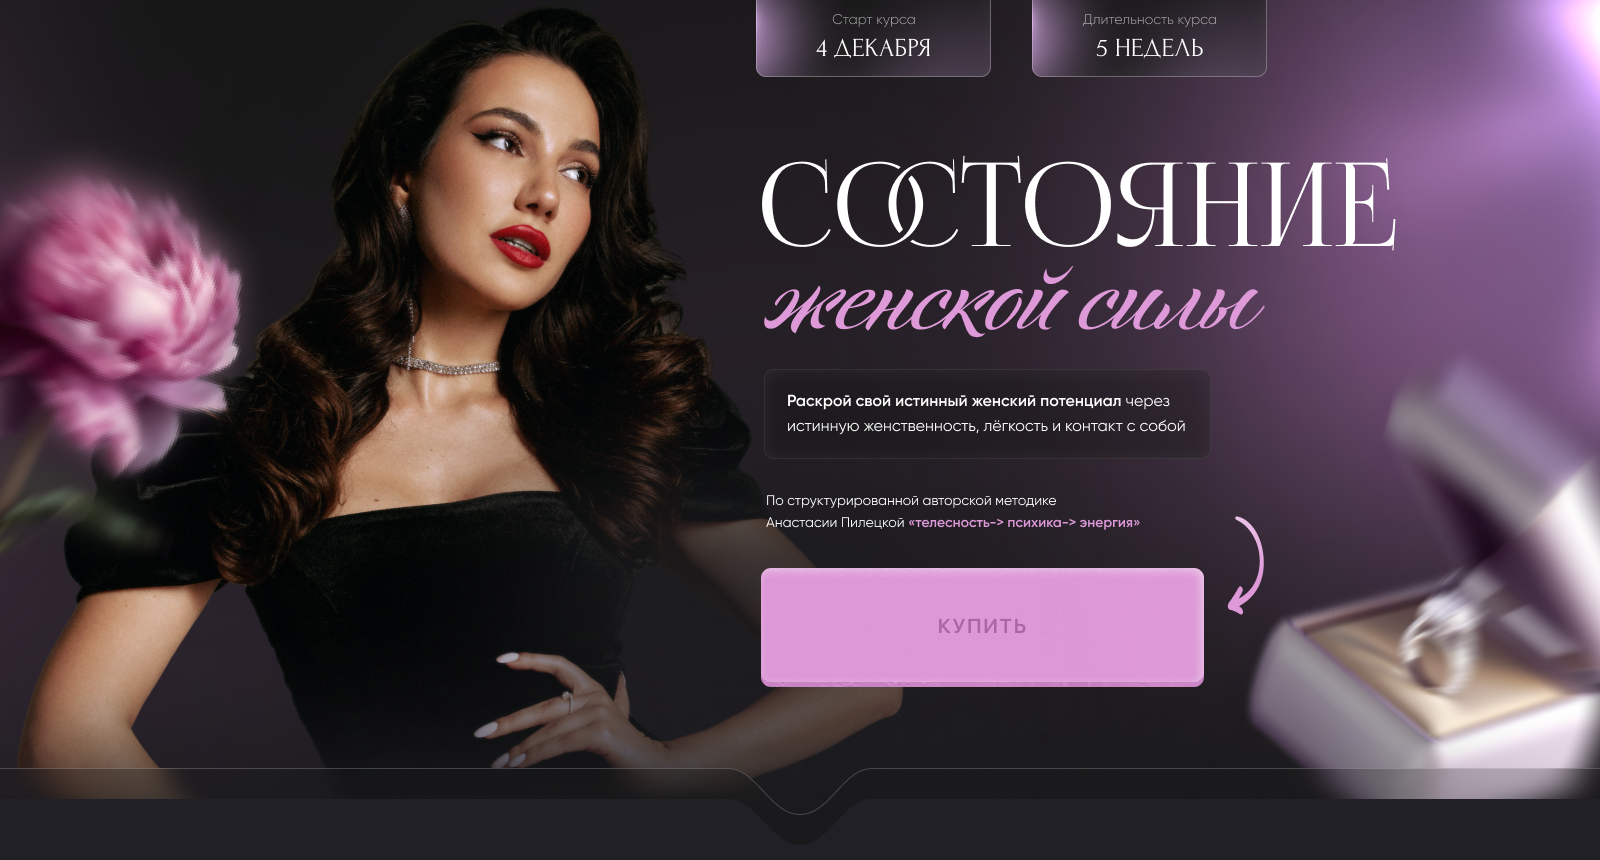 Старт курса
4 ДЕКАБРЯ
Длительность курса
5 НЕДЕЛЬ
СОСТОЯНИЕ
женской силы
Раскрой свой истинный женский потенциал через
истинную женственность, лёгкость и контакт с собой
По структурированной авторской методике
Анастасии Пилецкой «телесность-> психика-> энергия»
КУПИТЬ